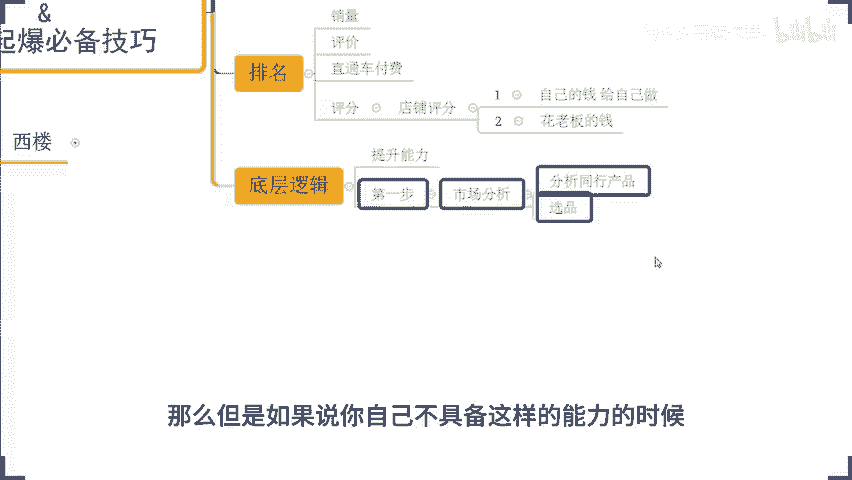 &
起爆必备技巧
西楼
排名
销量
评价
直通车付费
评分
店铺评分
1 自己的钱 给自己做
2 花老板的钱
底层逻辑
提升能力
第一步
市场分析
分析同行产品
选品
那么但是如果说你自己不具备这样的能力的时候